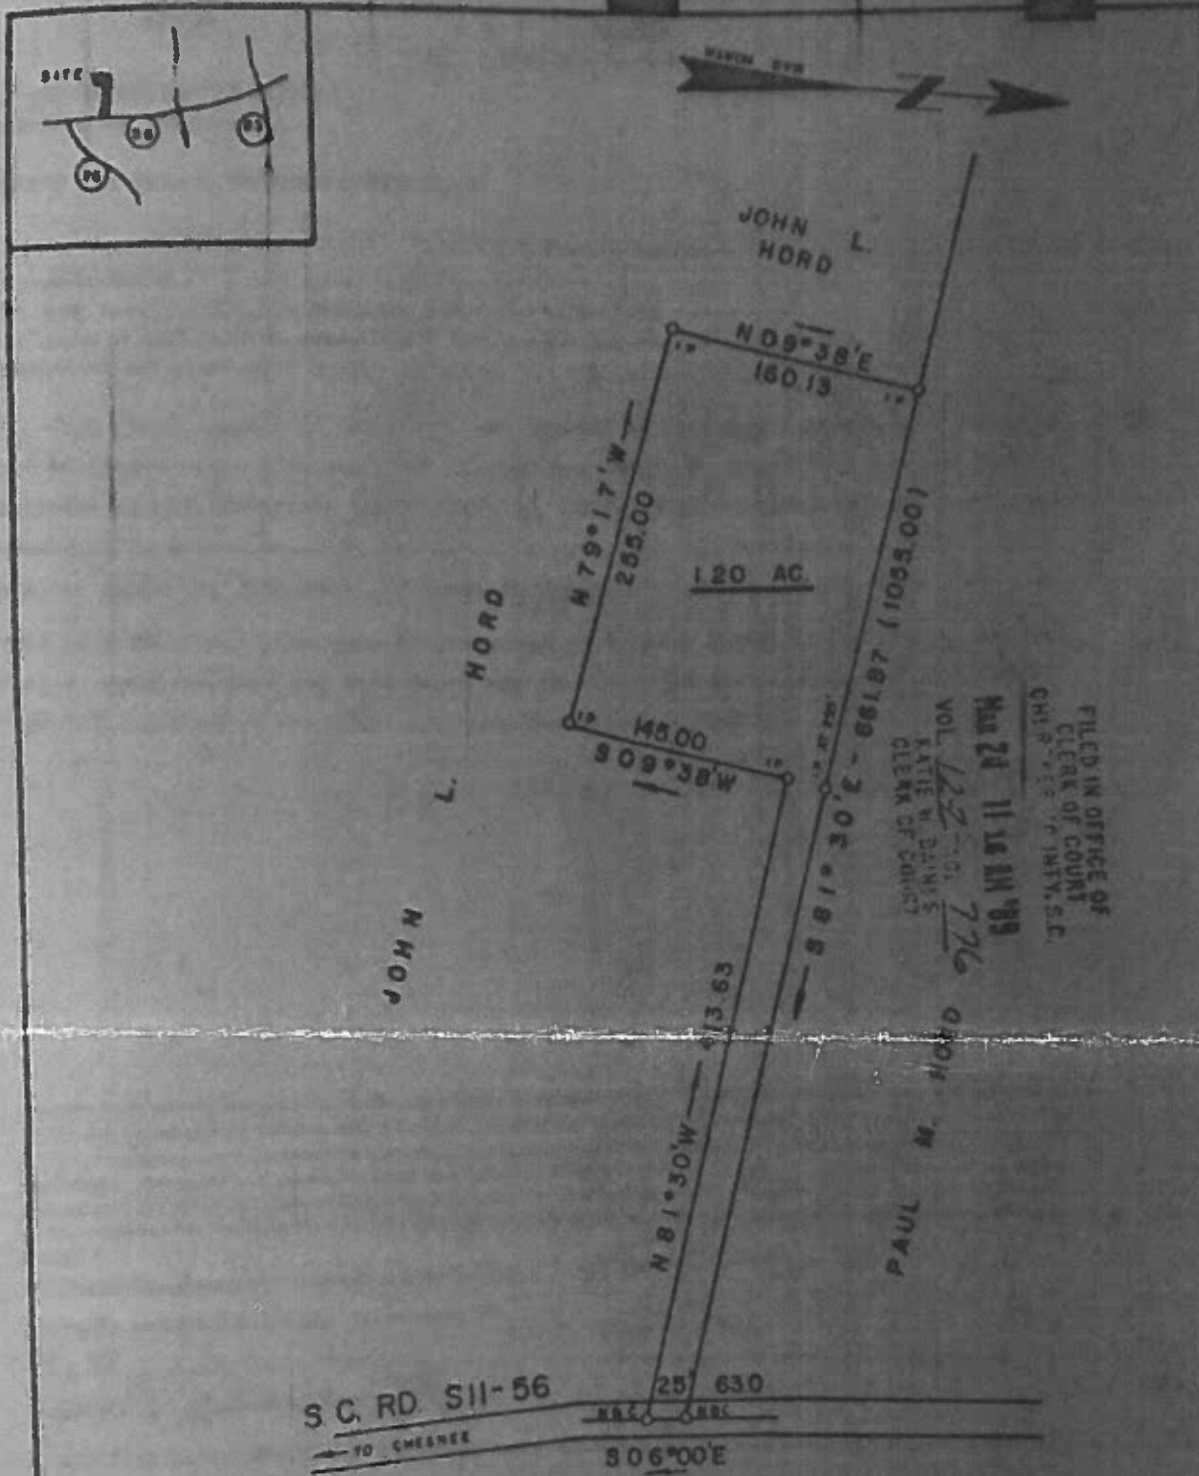 SITE
56
JOHN L.
HORD
N 09°38'E
160.13
I P
I P
N 79°17'W
255.00
1.20 AC.
S 81°30'E - 661.87 (1055.00)
HORD
L.
JOHN
I P
145.00
S 09°38'W
FILED IN OFFICE OF
CLERK OF COURT
INTY, S.C.
Mar 24 11 16 AM '89
VOL
776
CLERK OF COURT
N 81°30'W
13.63
PAUL M. HORD
S C, RD. S11-56
25' 630
N B C
N B C
TO CHESNEE
S 06°00'E